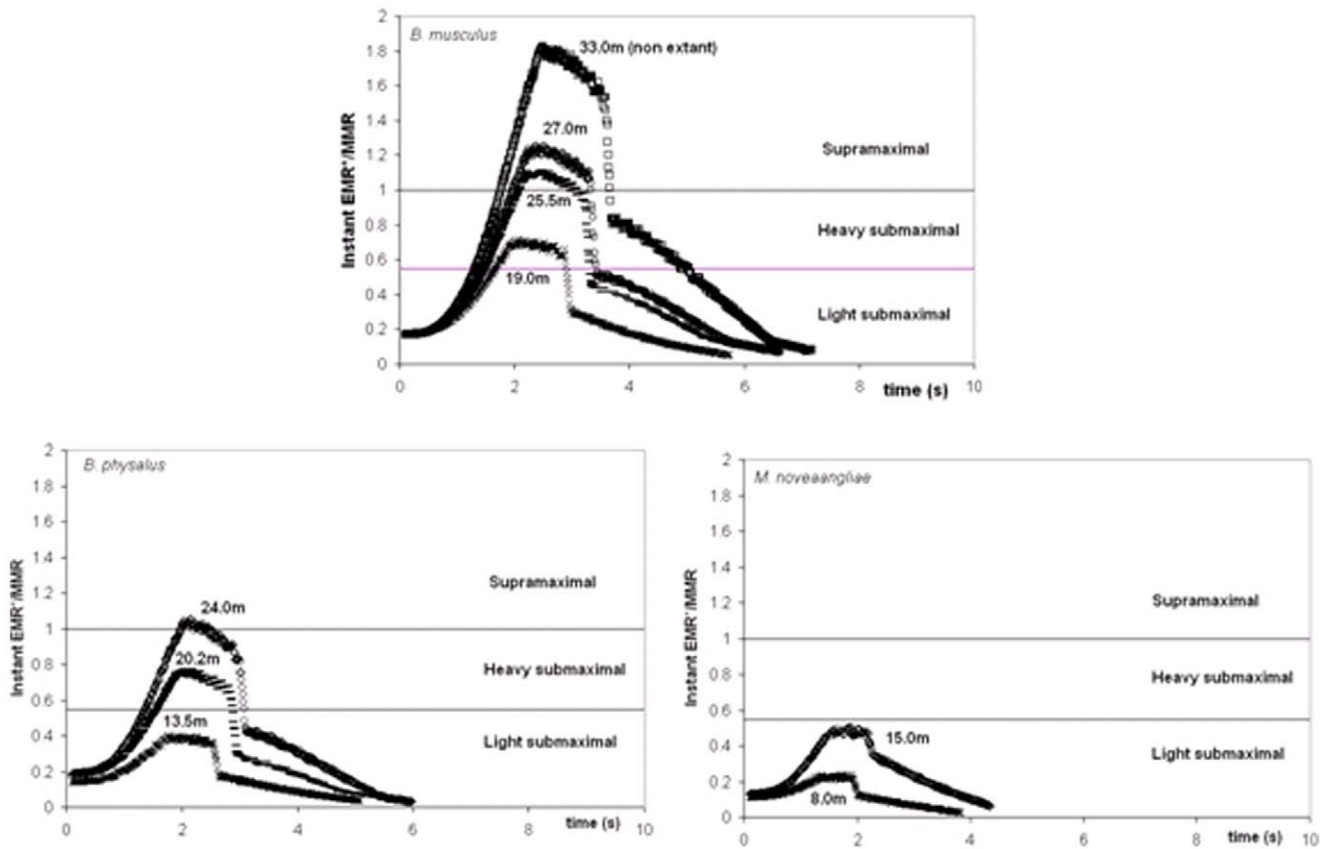 B. musculus
Instant EMR*/MMR
2
1.8
1.6
1.4
1.2
1
0.8
0.6
0.4
0.2
0
33.0m (non extant)
27.0m
25.5m
19.0m
Supramaximal
Heavy submaximal
Light submaximal
0 2 4 6 8 10
time (s)
B. physalus
Instant EMR*/MMR
2
1.8
1.6
1.4
1.2
1
0.8
0.6
0.4
0.2
0
24.0m
20.2m
13.5m
Supramaximal
Heavy submaximal
Light submaximal
0 2 4 6 8 10
time (s)
M. noveaangliae
Instant EMR*/MMR
2
1.8
1.6
1.4
1.2
1
0.8
0.6
0.4
0.2
0
15.0m
8.0m
Supramaximal
Heavy submaximal
Light submaximal
0 2 4 6 8 10
time (s)